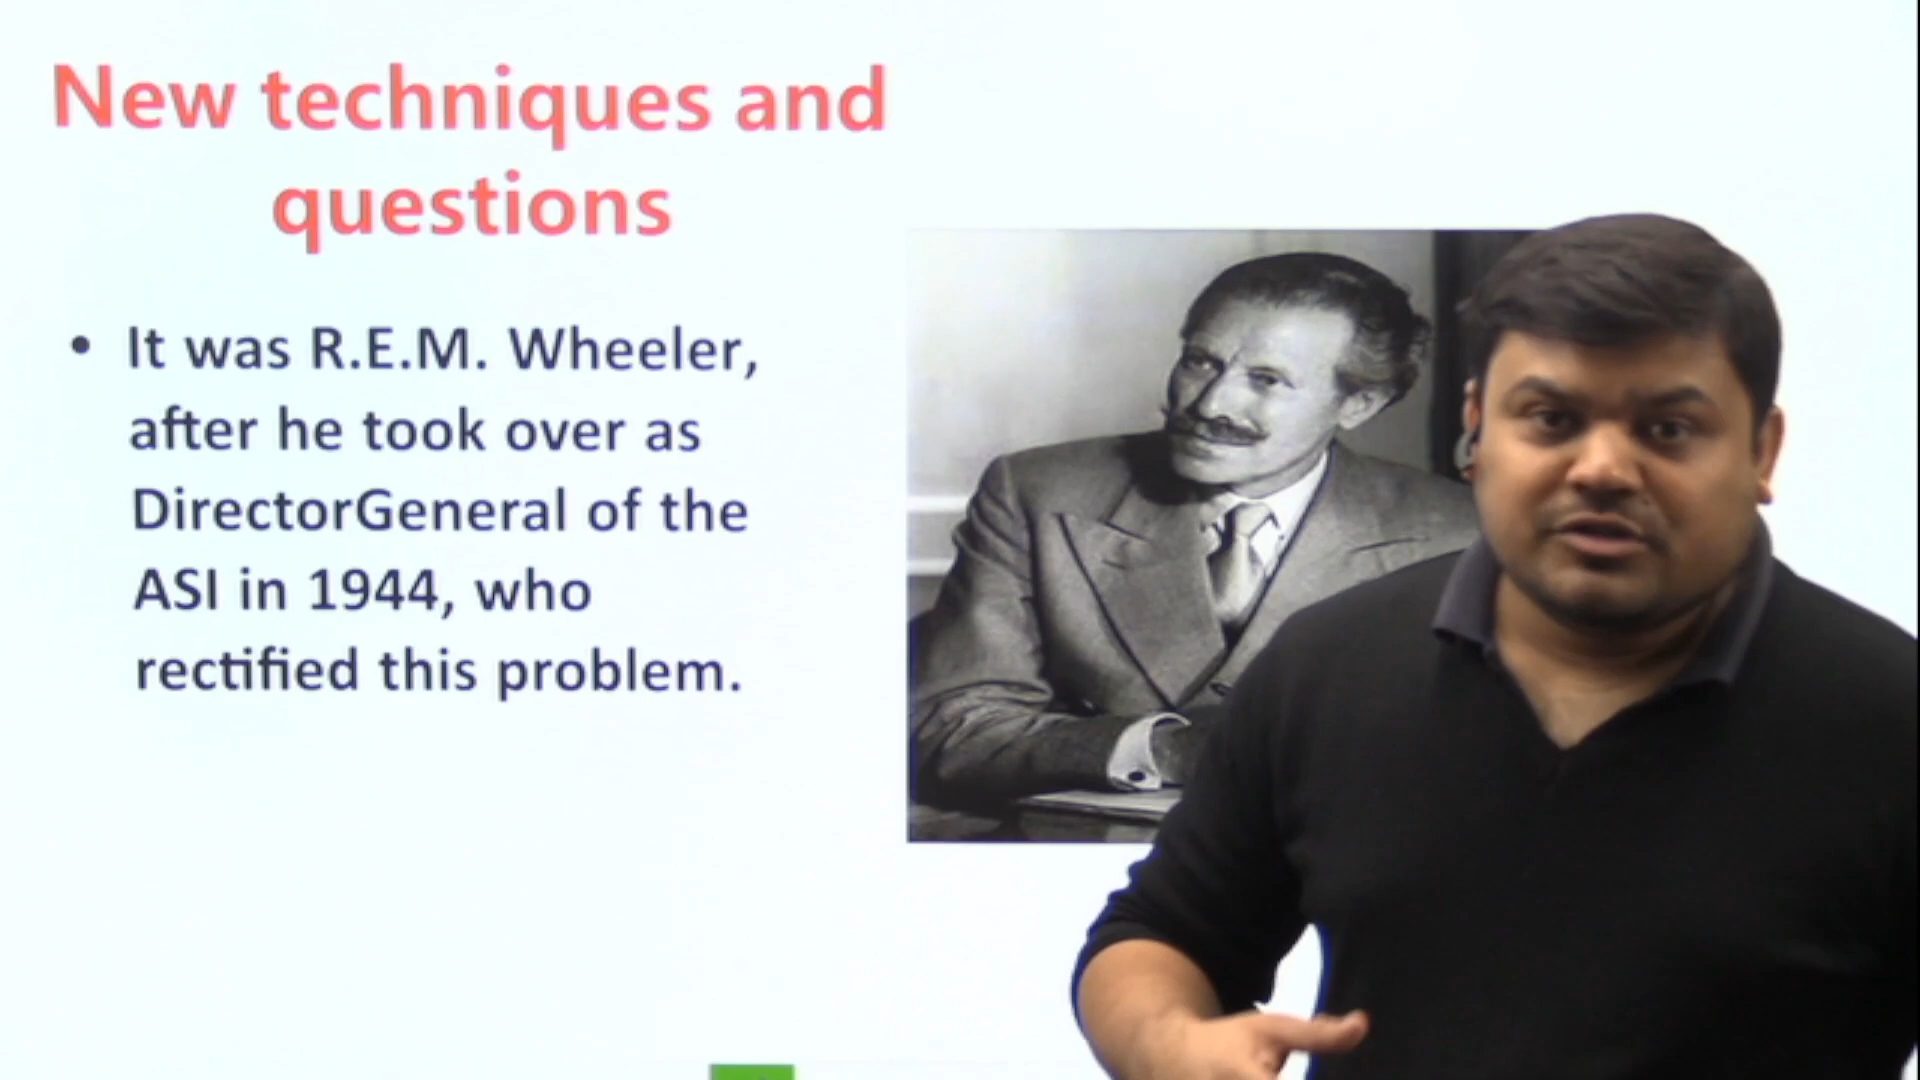 New techniques and
questions
• It was R.E.M. Wheeler,
after he took over as
DirectorGeneral of the
ASI in 1944, who
rectified this problem.